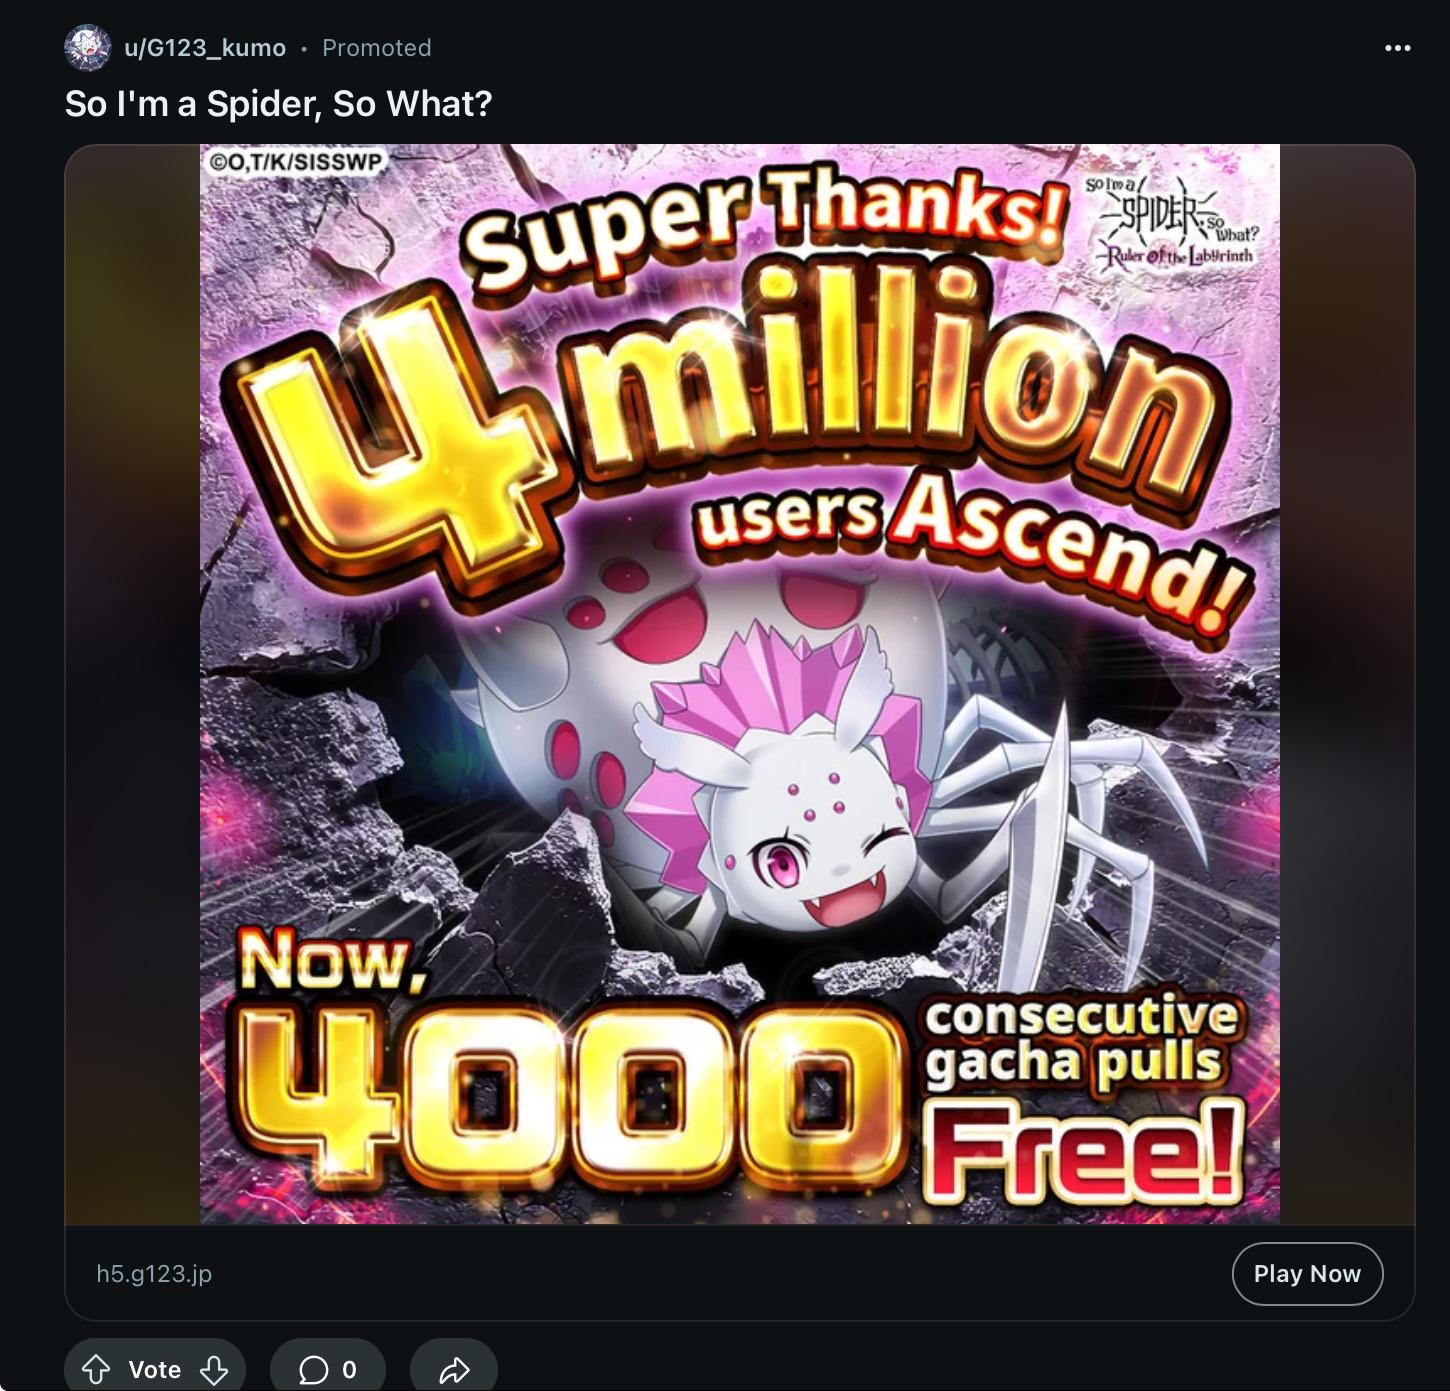 u/G123_kumo • Promoted
So I'm a Spider, So What?
©O,T/K/SISSWP
Super Thanks!
So I'm a
SPIDER, So
What?
Ruler of the Labyrinth
4 million
users Ascend!
Now,
4000
consecutive
gacha pulls
Free!
h5.g123.jp
Play Now
Vote
0